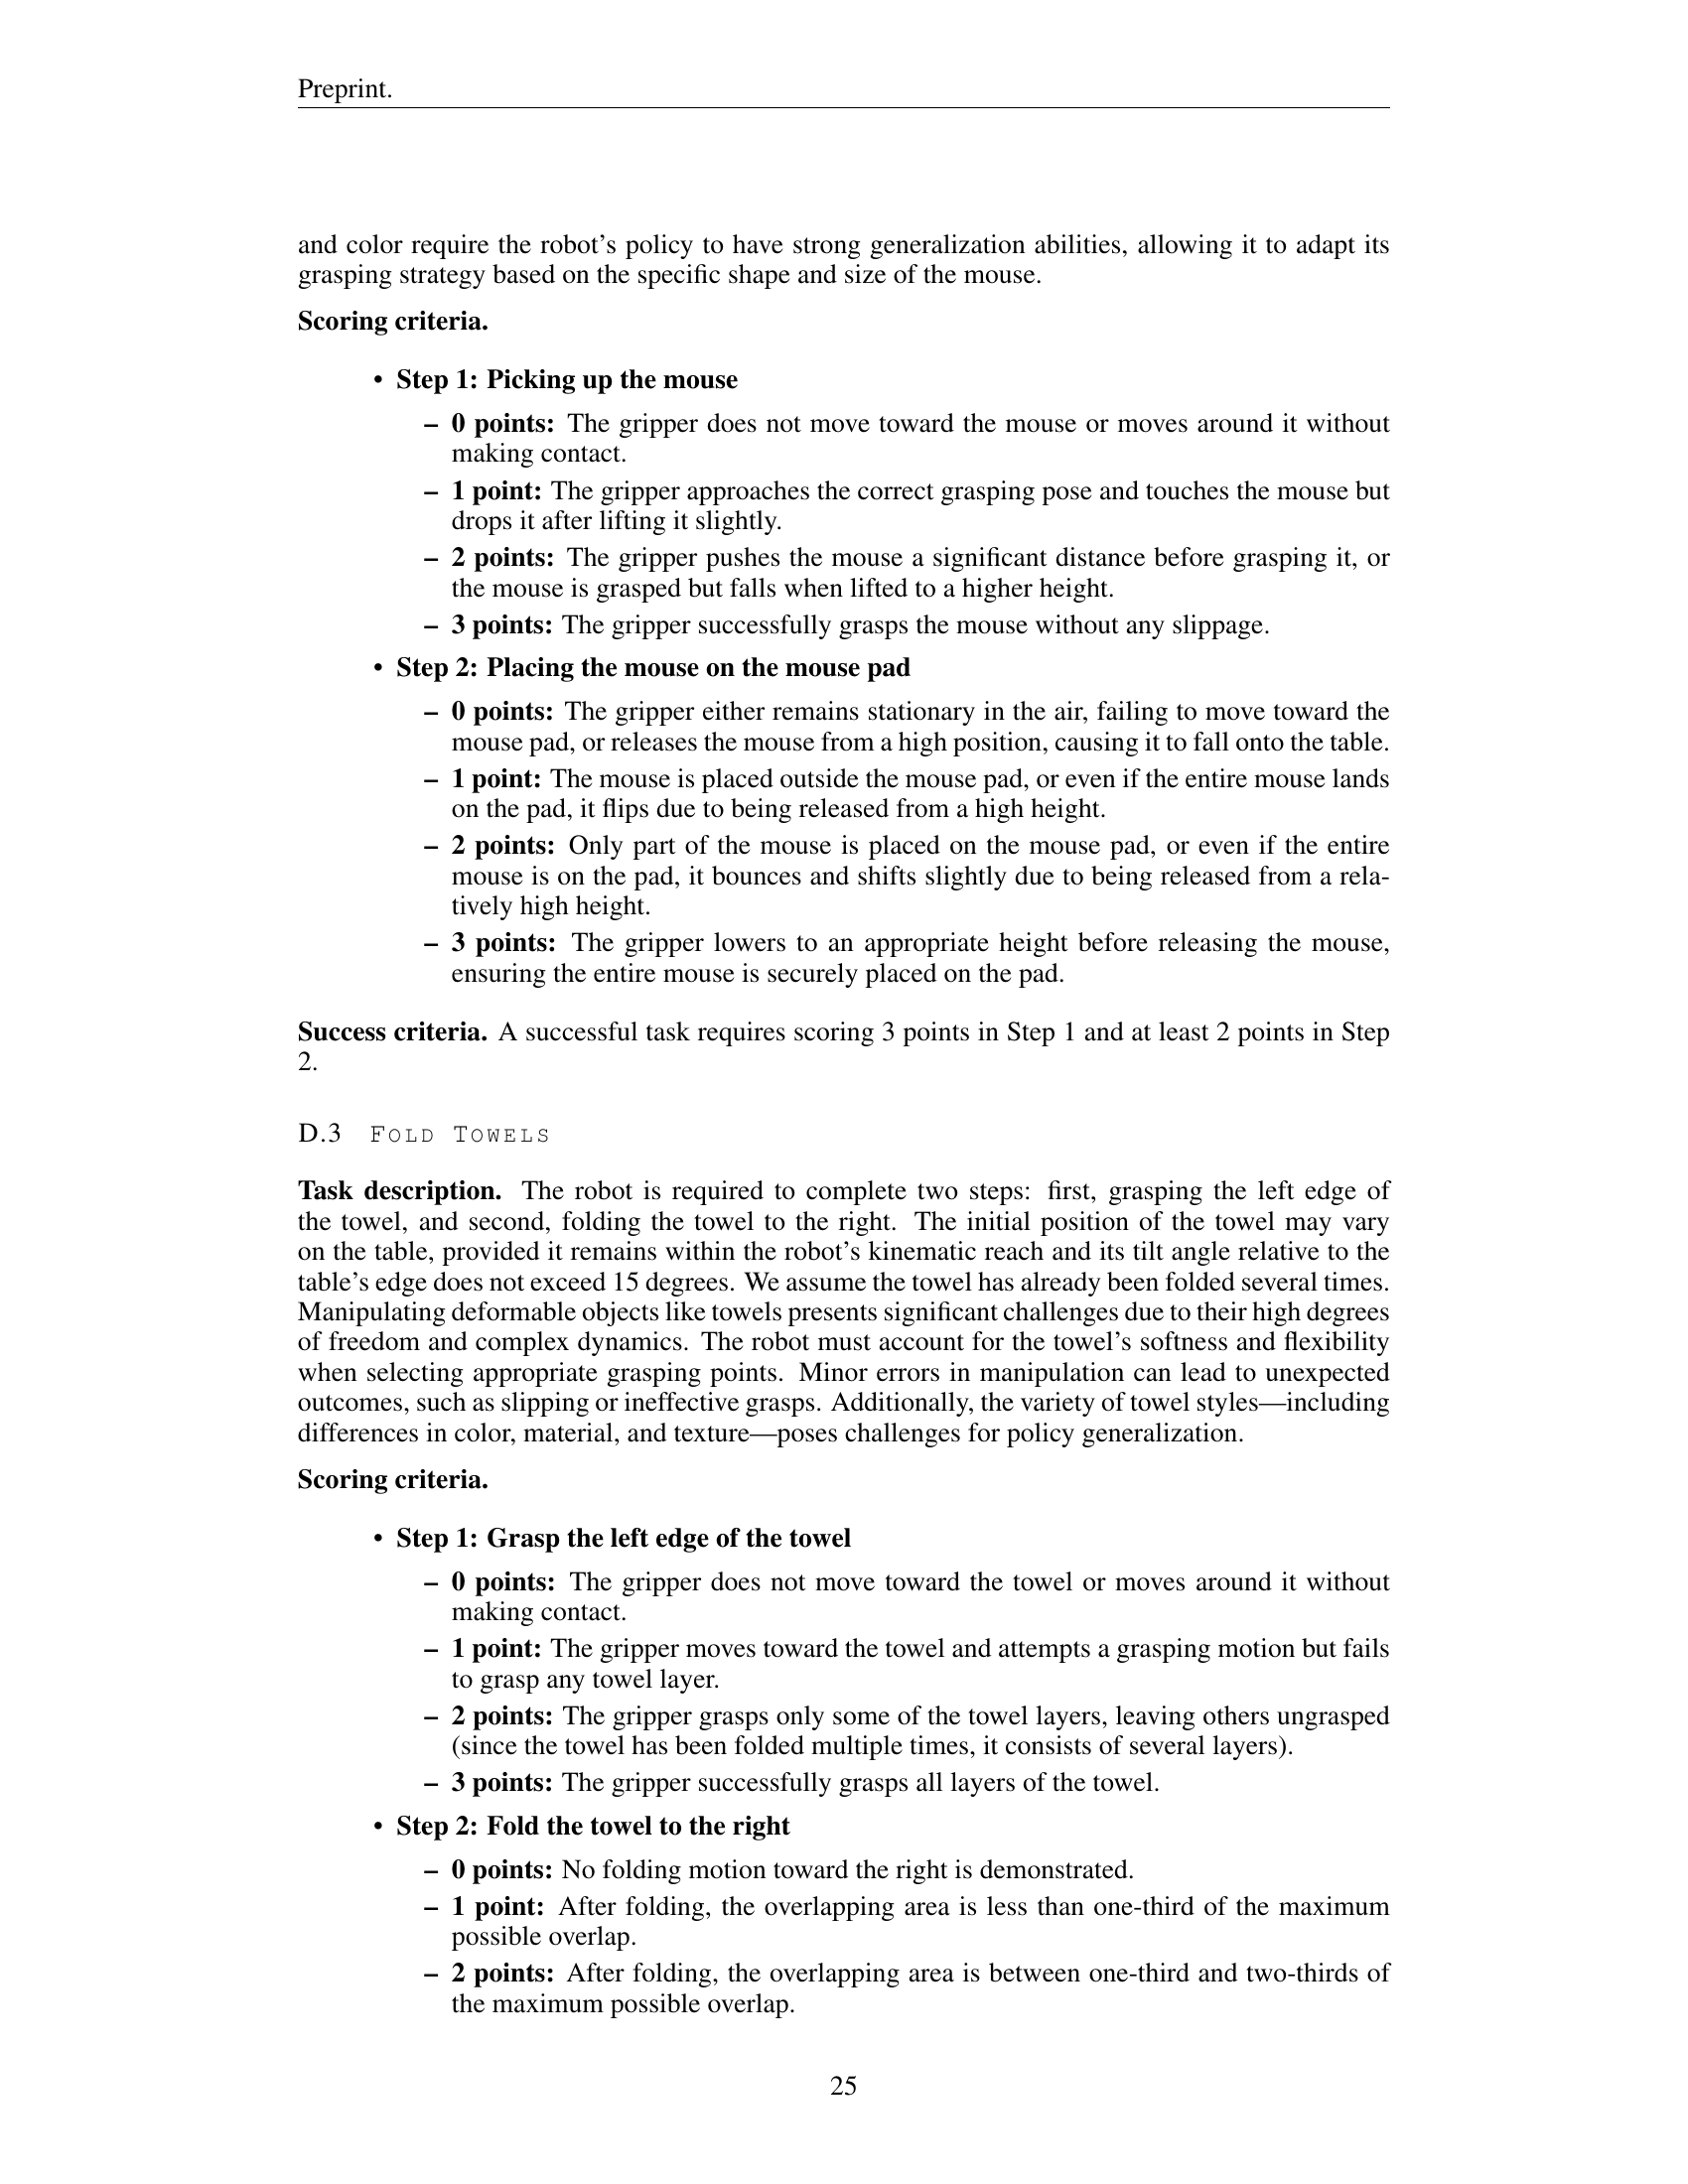 Preprint.
and color require the robot's policy to have strong generalization abilities, allowing it to adapt its
grasping strategy based on the specific shape and size of the mouse.
Scoring criteria.
• Step 1: Picking up the mouse
– 0 points: The gripper does not move toward the mouse or moves around it without
making contact.
– 1 point: The gripper approaches the correct grasping pose and touches the mouse but
drops it after lifting it slightly.
– 2 points: The gripper pushes the mouse a significant distance before grasping it, or
the mouse is grasped but falls when lifted to a higher height.
– 3 points: The gripper successfully grasps the mouse without any slippage.
• Step 2: Placing the mouse on the mouse pad
– 0 points: The gripper either remains stationary in the air, failing to move toward the
mouse pad, or releases the mouse from a high position, causing it to fall onto the table.
– 1 point: The mouse is placed outside the mouse pad, or even if the entire mouse lands
on the pad, it flips due to being released from a high height.
– 2 points: Only part of the mouse is placed on the mouse pad, or even if the entire
mouse is on the pad, it bounces and shifts slightly due to being released from a rela-
tively high height.
– 3 points: The gripper lowers to an appropriate height before releasing the mouse,
ensuring the entire mouse is securely placed on the pad.
Success criteria. A successful task requires scoring 3 points in Step 1 and at least 2 points in Step
2.
D.3 FOLD TOWELS
Task description. The robot is required to complete two steps: first, grasping the left edge of
the towel, and second, folding the towel to the right. The initial position of the towel may vary
on the table, provided it remains within the robot's kinematic reach and its tilt angle relative to the
table's edge does not exceed 15 degrees. We assume the towel has already been folded several times.
Manipulating deformable objects like towels presents significant challenges due to their high degrees
of freedom and complex dynamics. The robot must account for the towel's softness and flexibility
when selecting appropriate grasping points. Minor errors in manipulation can lead to unexpected
outcomes, such as slipping or ineffective grasps. Additionally, the variety of towel styles—including
differences in color, material, and texture—poses challenges for policy generalization.
Scoring criteria.
• Step 1: Grasp the left edge of the towel
– 0 points: The gripper does not move toward the towel or moves around it without
making contact.
– 1 point: The gripper moves toward the towel and attempts a grasping motion but fails
to grasp any towel layer.
– 2 points: The gripper grasps only some of the towel layers, leaving others ungrasped
(since the towel has been folded multiple times, it consists of several layers).
– 3 points: The gripper successfully grasps all layers of the towel.
• Step 2: Fold the towel to the right
– 0 points: No folding motion toward the right is demonstrated.
– 1 point: After folding, the overlapping area is less than one-third of the maximum
possible overlap.
– 2 points: After folding, the overlapping area is between one-third and two-thirds of
the maximum possible overlap.
25